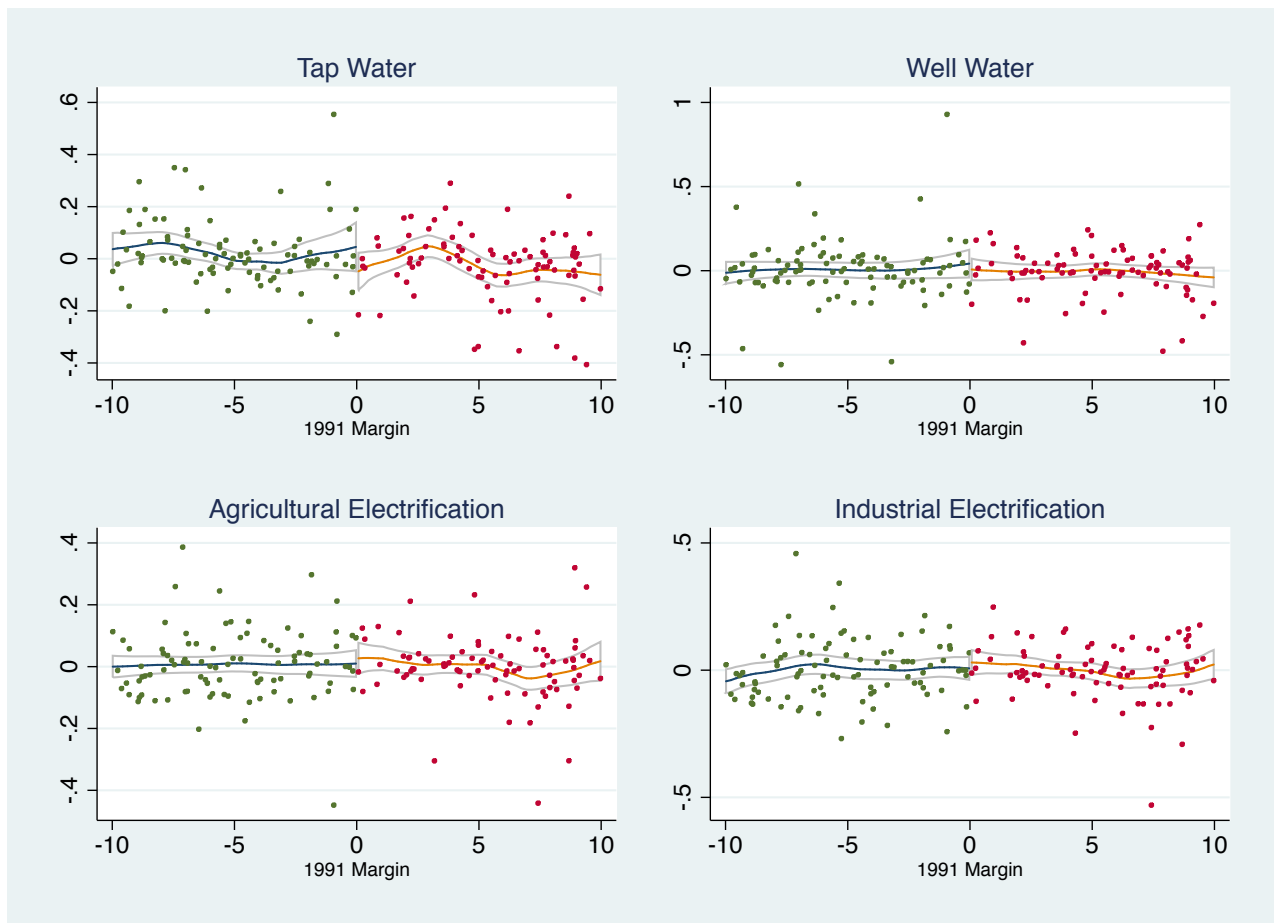 Tap Water
.6
.4
.2
0
-.2
-.4
-10 -5 0 5 10
1991 Margin
Well Water
1
.5
0
-.5
-10 -5 0 5 10
1991 Margin
Agricultural Electrification
.4
.2
0
-.2
-.4
-10 -5 0 5 10
1991 Margin
Industrial Electrification
.5
0
-.5
-10 -5 0 5 10
1991 Margin